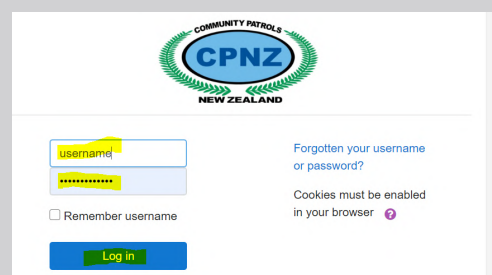 COMMUNITY PATROLS
CPNZ
NEW ZEALAND
username
•••••••••••••
Remember username
Log in
Forgotten your username
or password?
Cookies must be enabled
in your browser ?